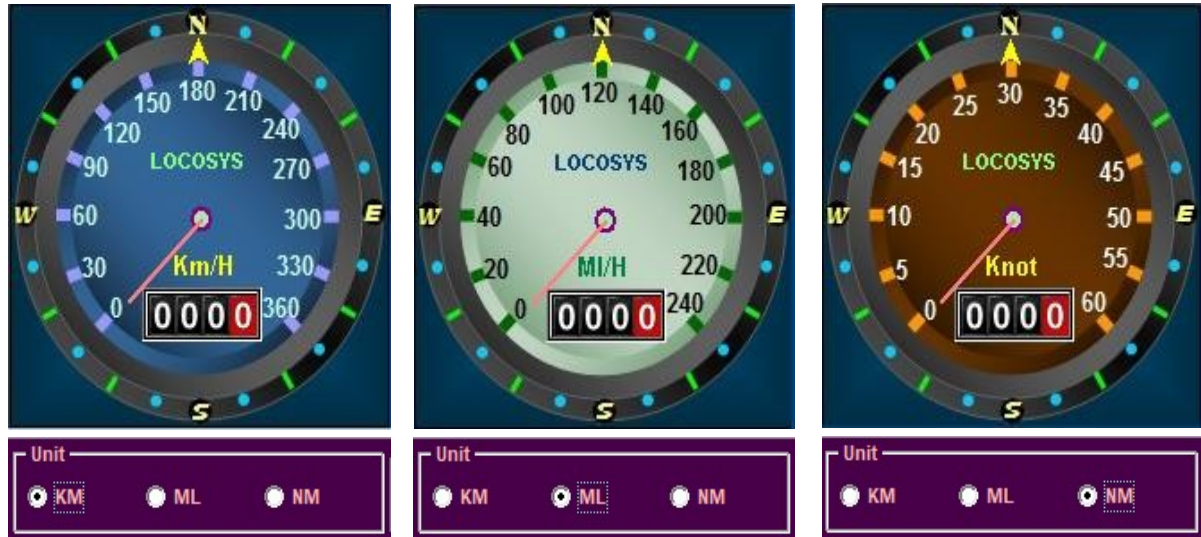 N
180
150 210
120 240
LOCOSYS
90 270
W 60 300 E
Km/H
30 330
0 0000 360
S
Unit
KM ML NM
N
120
100 140
80 160
LOCOSYS
60 180
W 40 200 E
MI/H
20 220
0 0000 240
S
Unit
KM ML NM
N
30
25 35
20 40
LOCOSYS
15 45
W 10 50 E
Knot
5 55
0 0000 60
S
Unit
KM ML NM